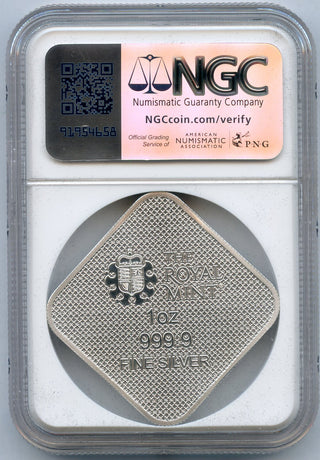 NGC
Numismatic Guaranty Company
NGCcoin.com/verify
91954658
Official Grading
Service of
AMERICAN
NUMISMATIC
ASSOCIATION
PNG
THE
ROYAL
MINT
1oz
999.9
FINE SILVER